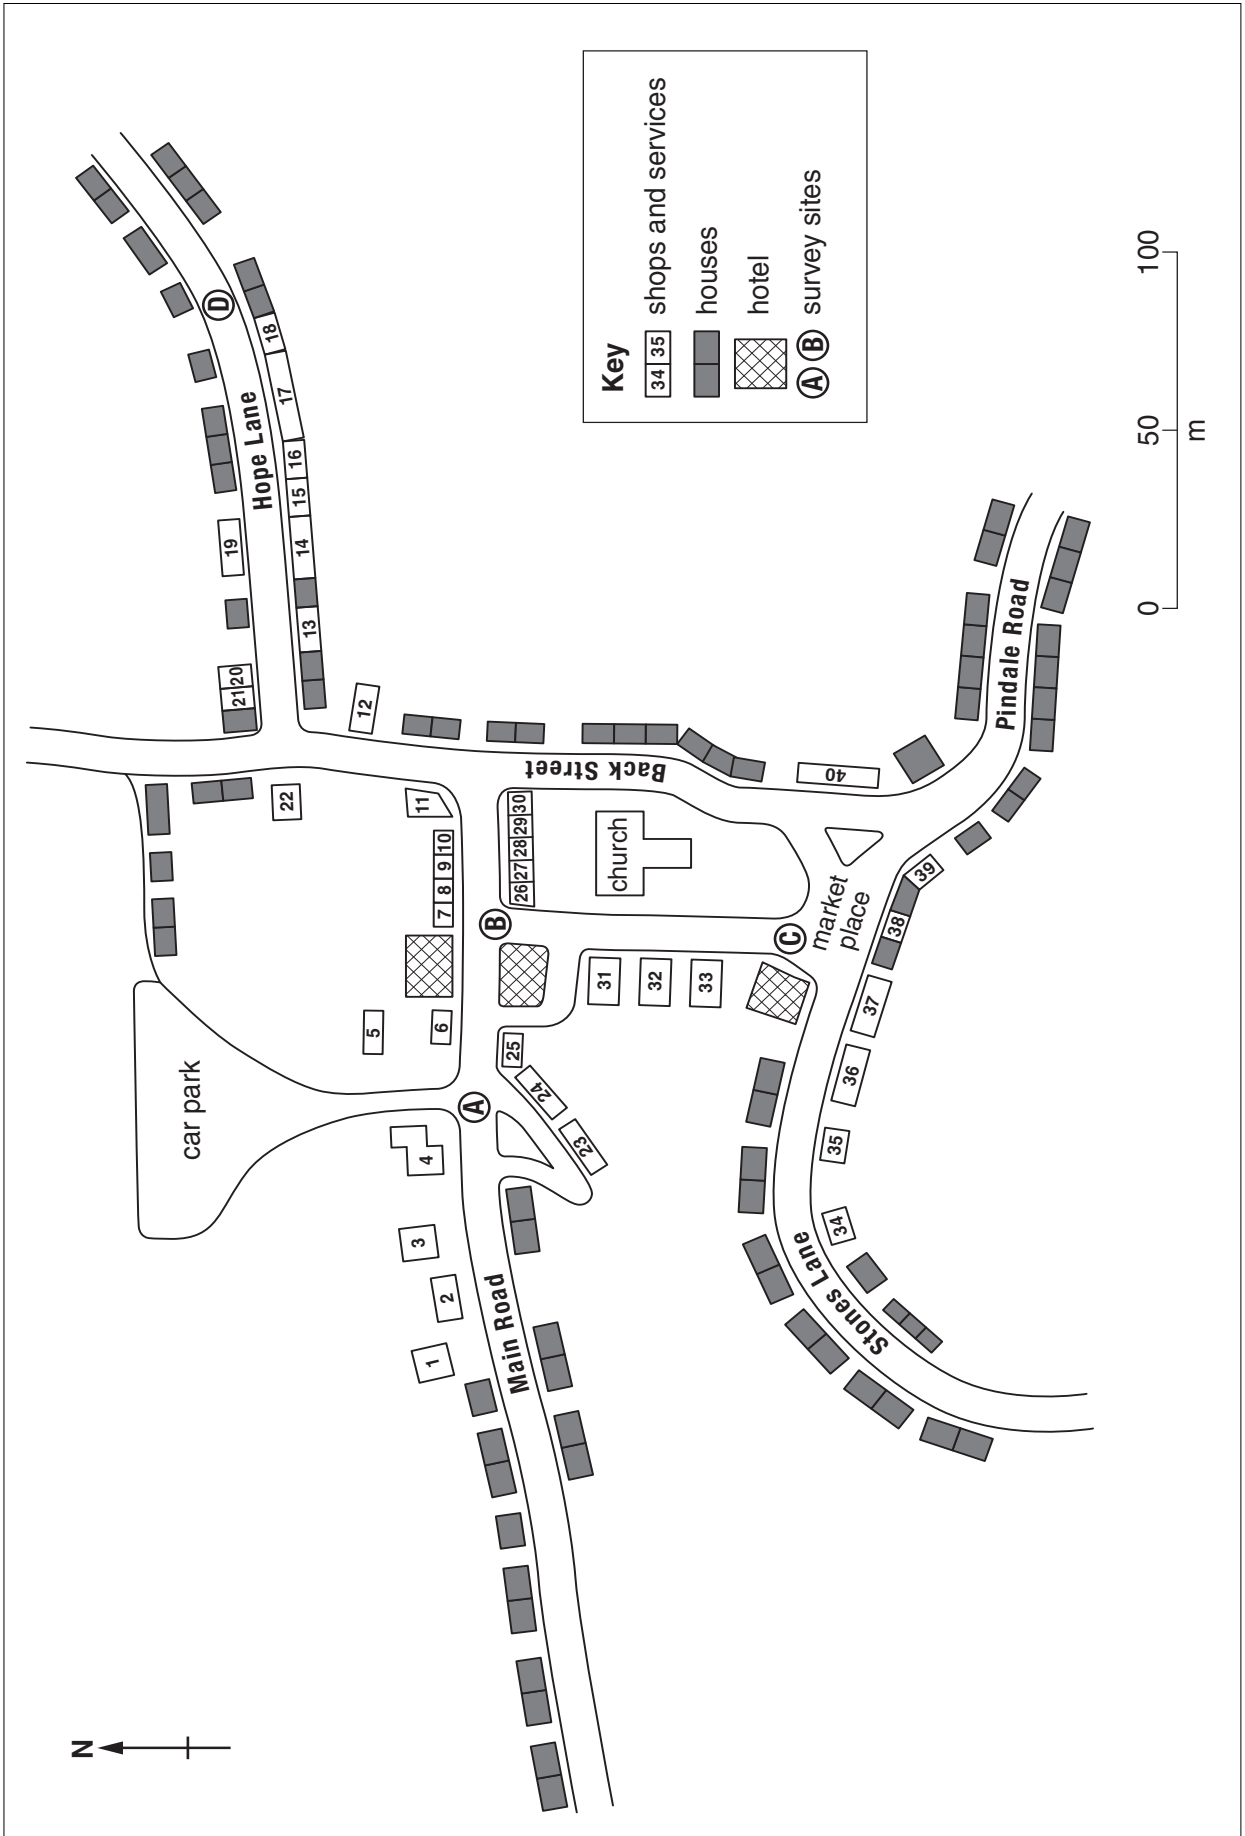 N
car park
D
Hope Lane
18
17
16
15
14
13
19
20
21
12
22
11
10
9
8
7
5
6
4
3
2
1
Main Road
A
B
25
24
23
26 27 28 29 30
church
Back Street
31
32
33
C
market
place
40
39
38
37
36
35
34
Stones Lane
Pindale Road
Key
34 35 shops and services
houses
hotel
A B survey sites
0 50 100
m